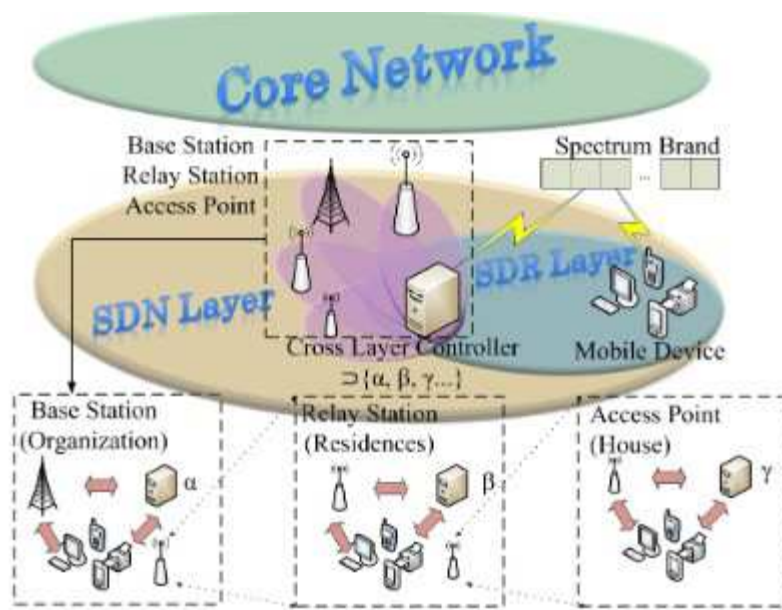 Core Network
Base Station
Relay Station
Access Point
Spectrum Brand
...
SDN Layer
SDR Layer
Cross Layer Controller
⊃{α, β, γ...}
Mobile Device
Base Station
(Organization)
α
Relay Station
(Residences)
β
Access Point
(House)
γ